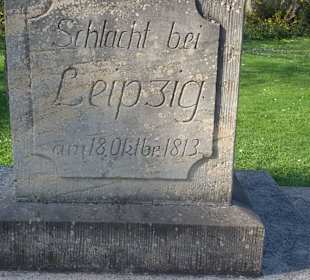 Schlacht bei
Leipzig
am 18. Oktbr. 1813.